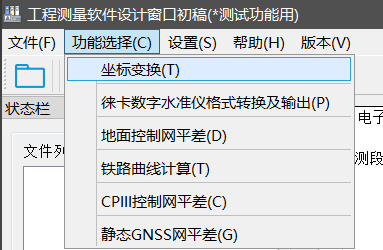 工程测量软件设计窗口初稿(*测试功能用)
文件(F) 功能选择(C) 设置(S) 帮助(H) 版本(V)
坐标变换(T)
状态栏
徕卡数字水准仪格式转换及输出(P)
电子
地面控制网平差(D)
文件列
测段
铁路曲线计算(T)
CPIII控制网平差(C)
静态GNSS网平差(G)